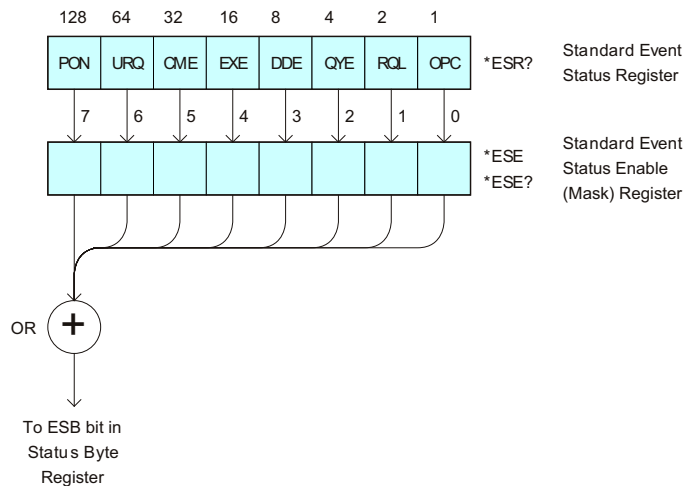 128 64 32 16 8 4 2 1
PON URQ CME EXE DDE QYE RQL OPC
*ESR?
Standard Event
Status Register
7 6 5 4 3 2 1 0
*ESE
*ESE?
Standard Event
Status Enable
(Mask) Register
OR +
To ESB bit in
Status Byte
Register